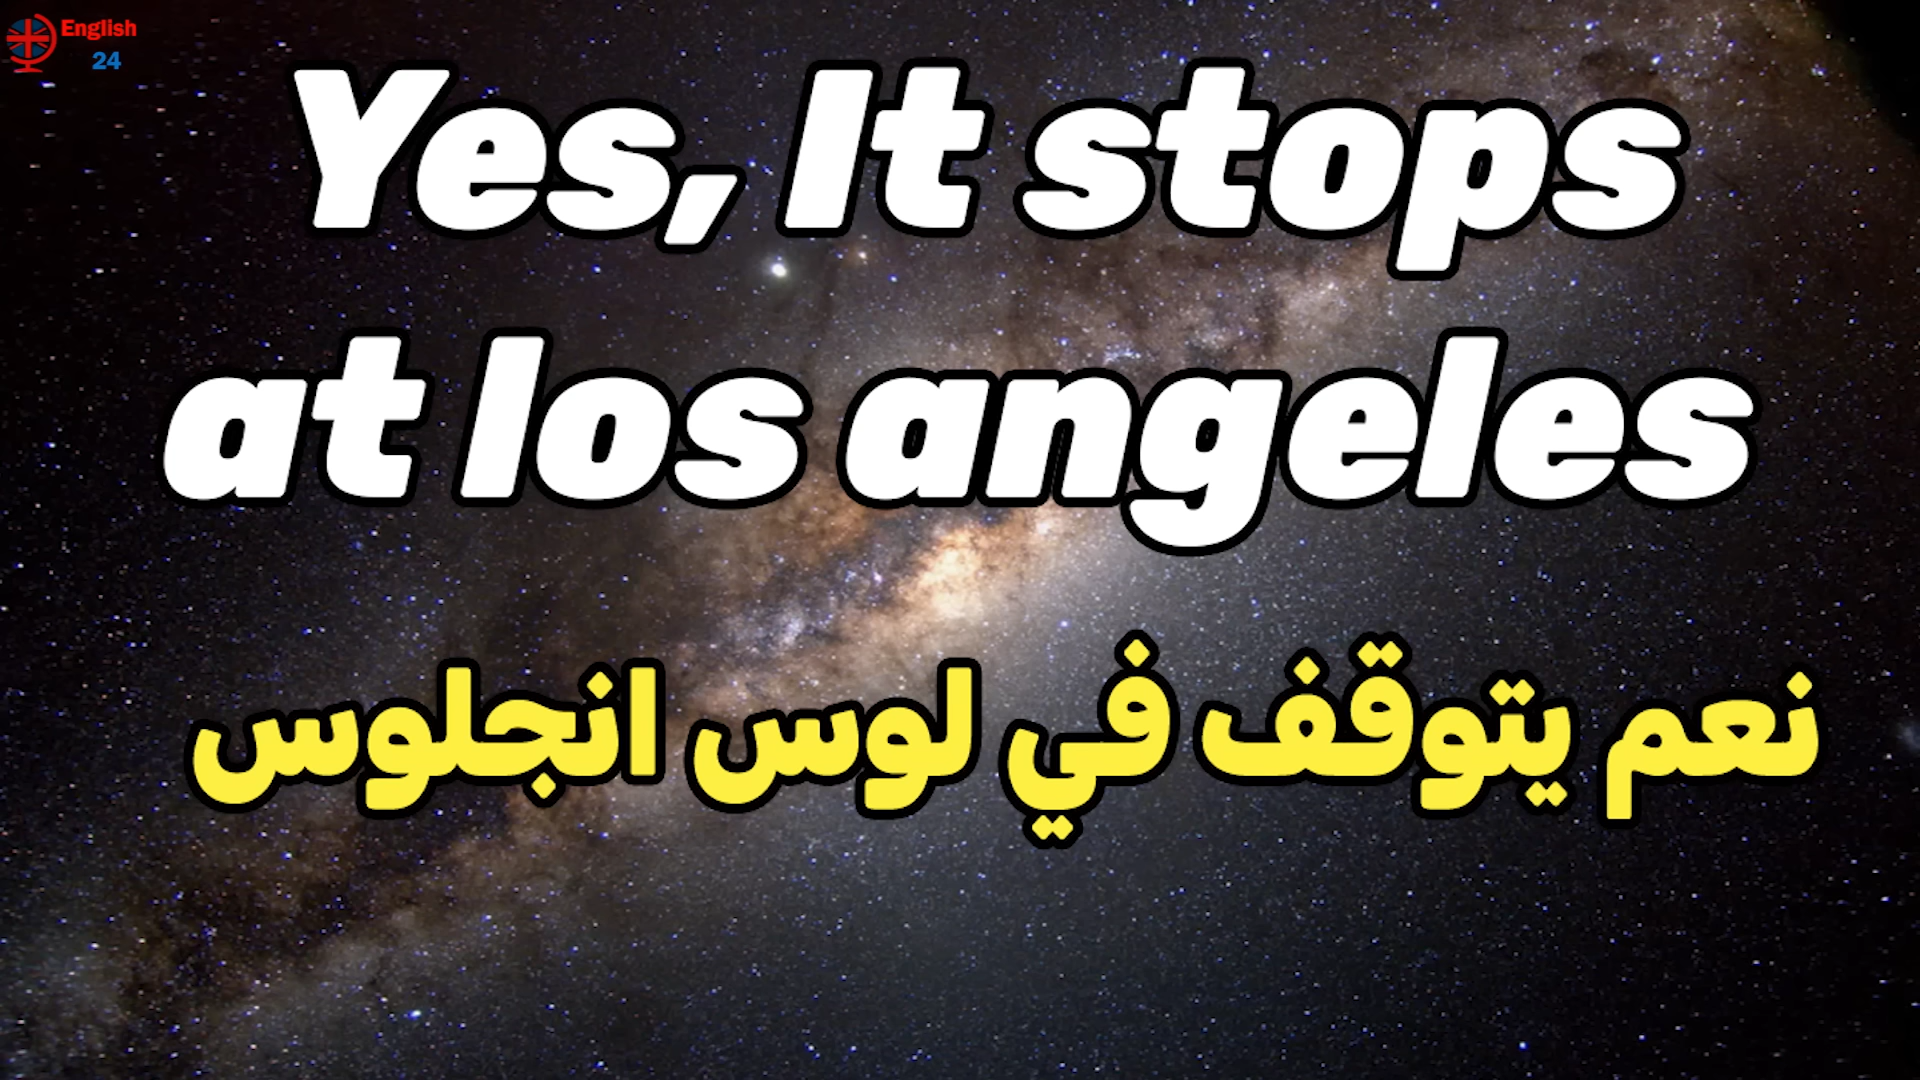 English
24
Yes, It stops
at los angeles
نعم يتوقف في لوس انجلوس